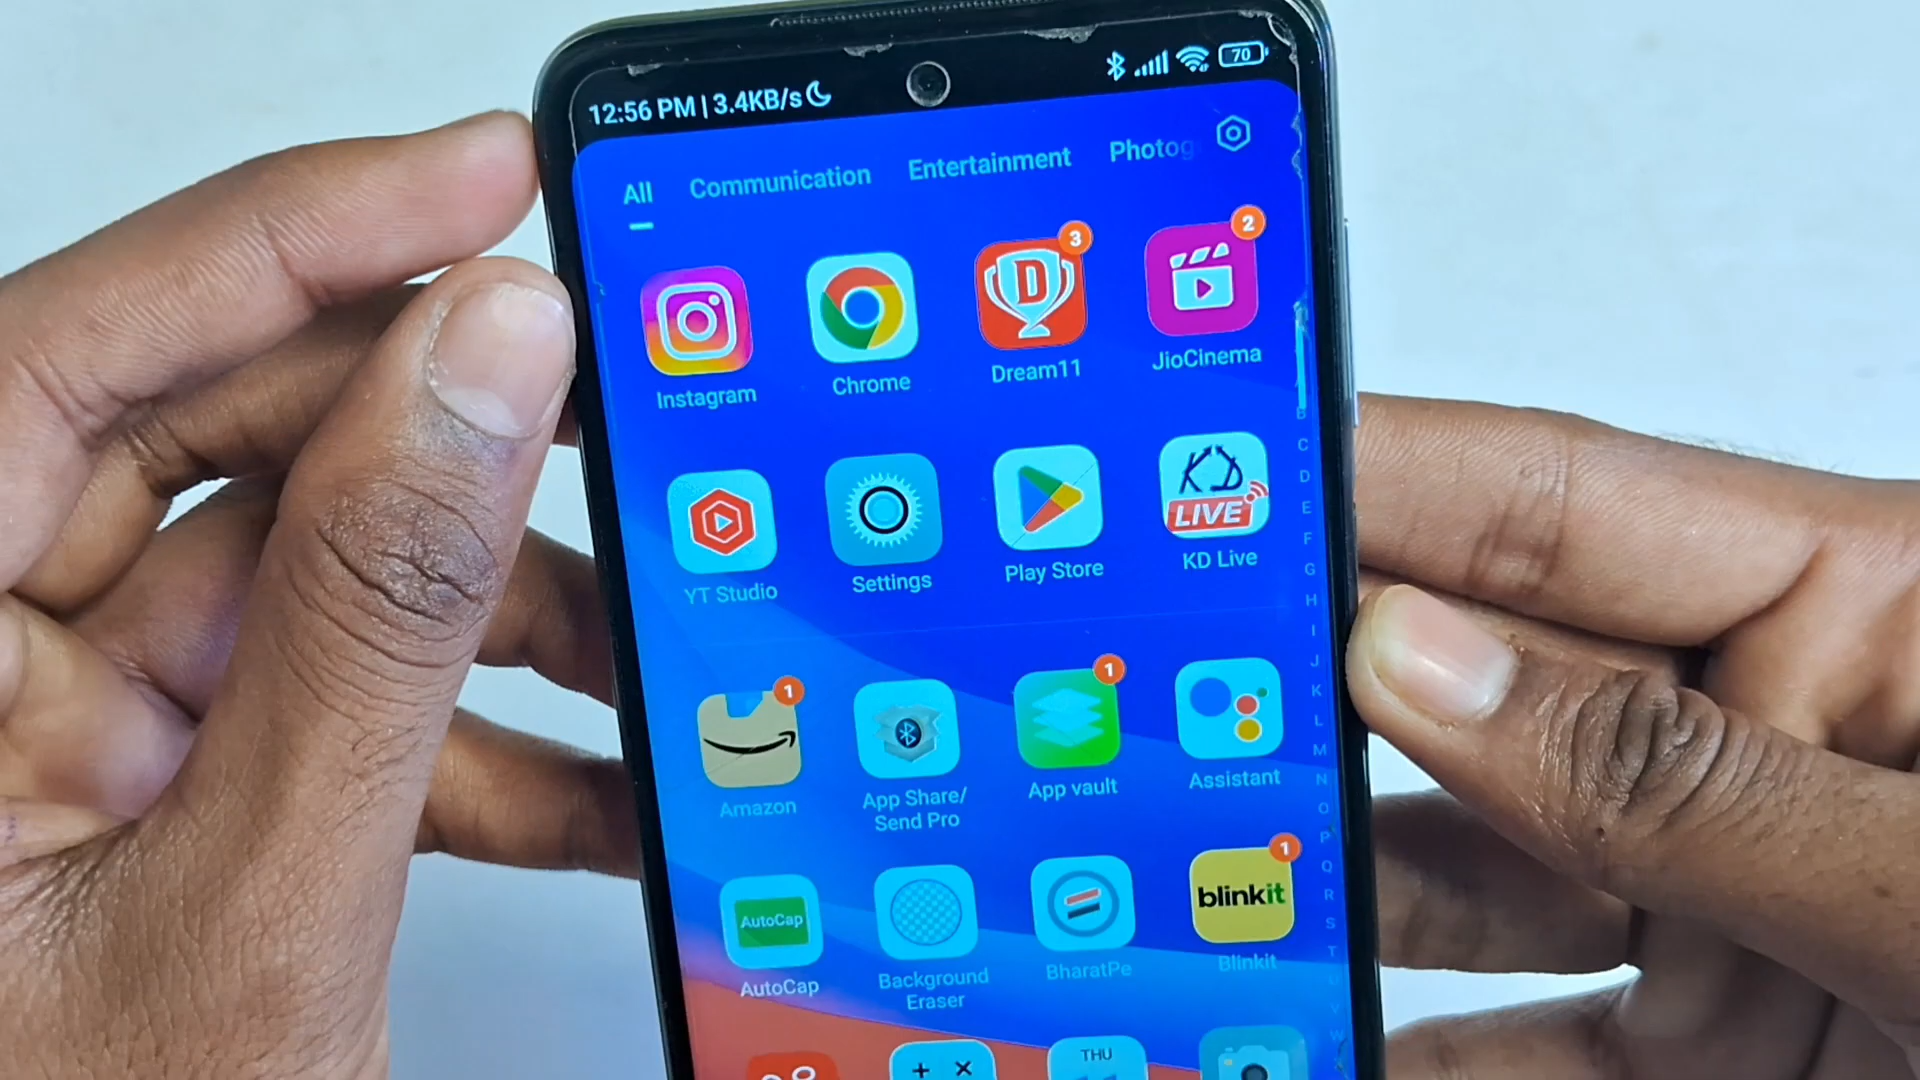 12:56 PM | 3.4KB/s 70
All Communication Entertainment Photog
3 2
D
Instagram Chrome Dream11 JioCinema
KD
LIVE
YT Studio Settings Play Store KD Live
1 1
Amazon App Share/
Send Pro App vault Assistant
1
AutoCap blinkit
AutoCap Background
Eraser BharatPe Blinkit
THU
B
C
D
E
F
G
H
I
J
K
L
M
N
O
P
Q
R
S
T
U
V
W